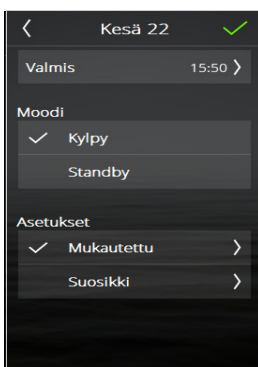 Kesä 22
Valmis 15:50
Moodi
Kylpy
Standby
Asetukset
Mukautettu
Suosikki